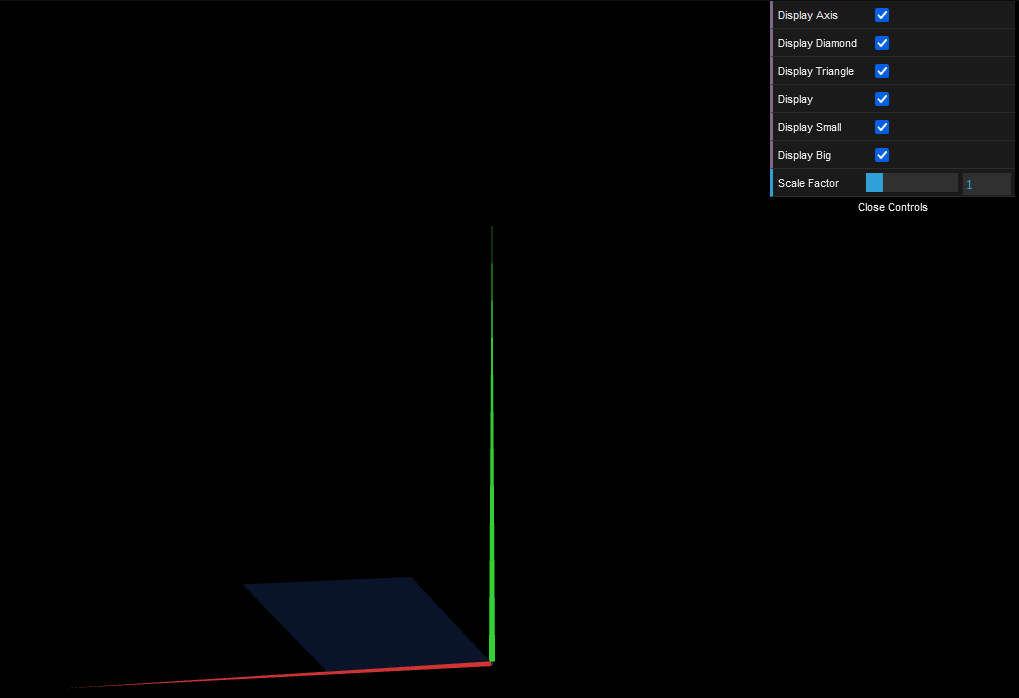 Display Axis
Display Diamond
Display Triangle
Display
Display Small
Display Big
Scale Factor 1
Close Controls